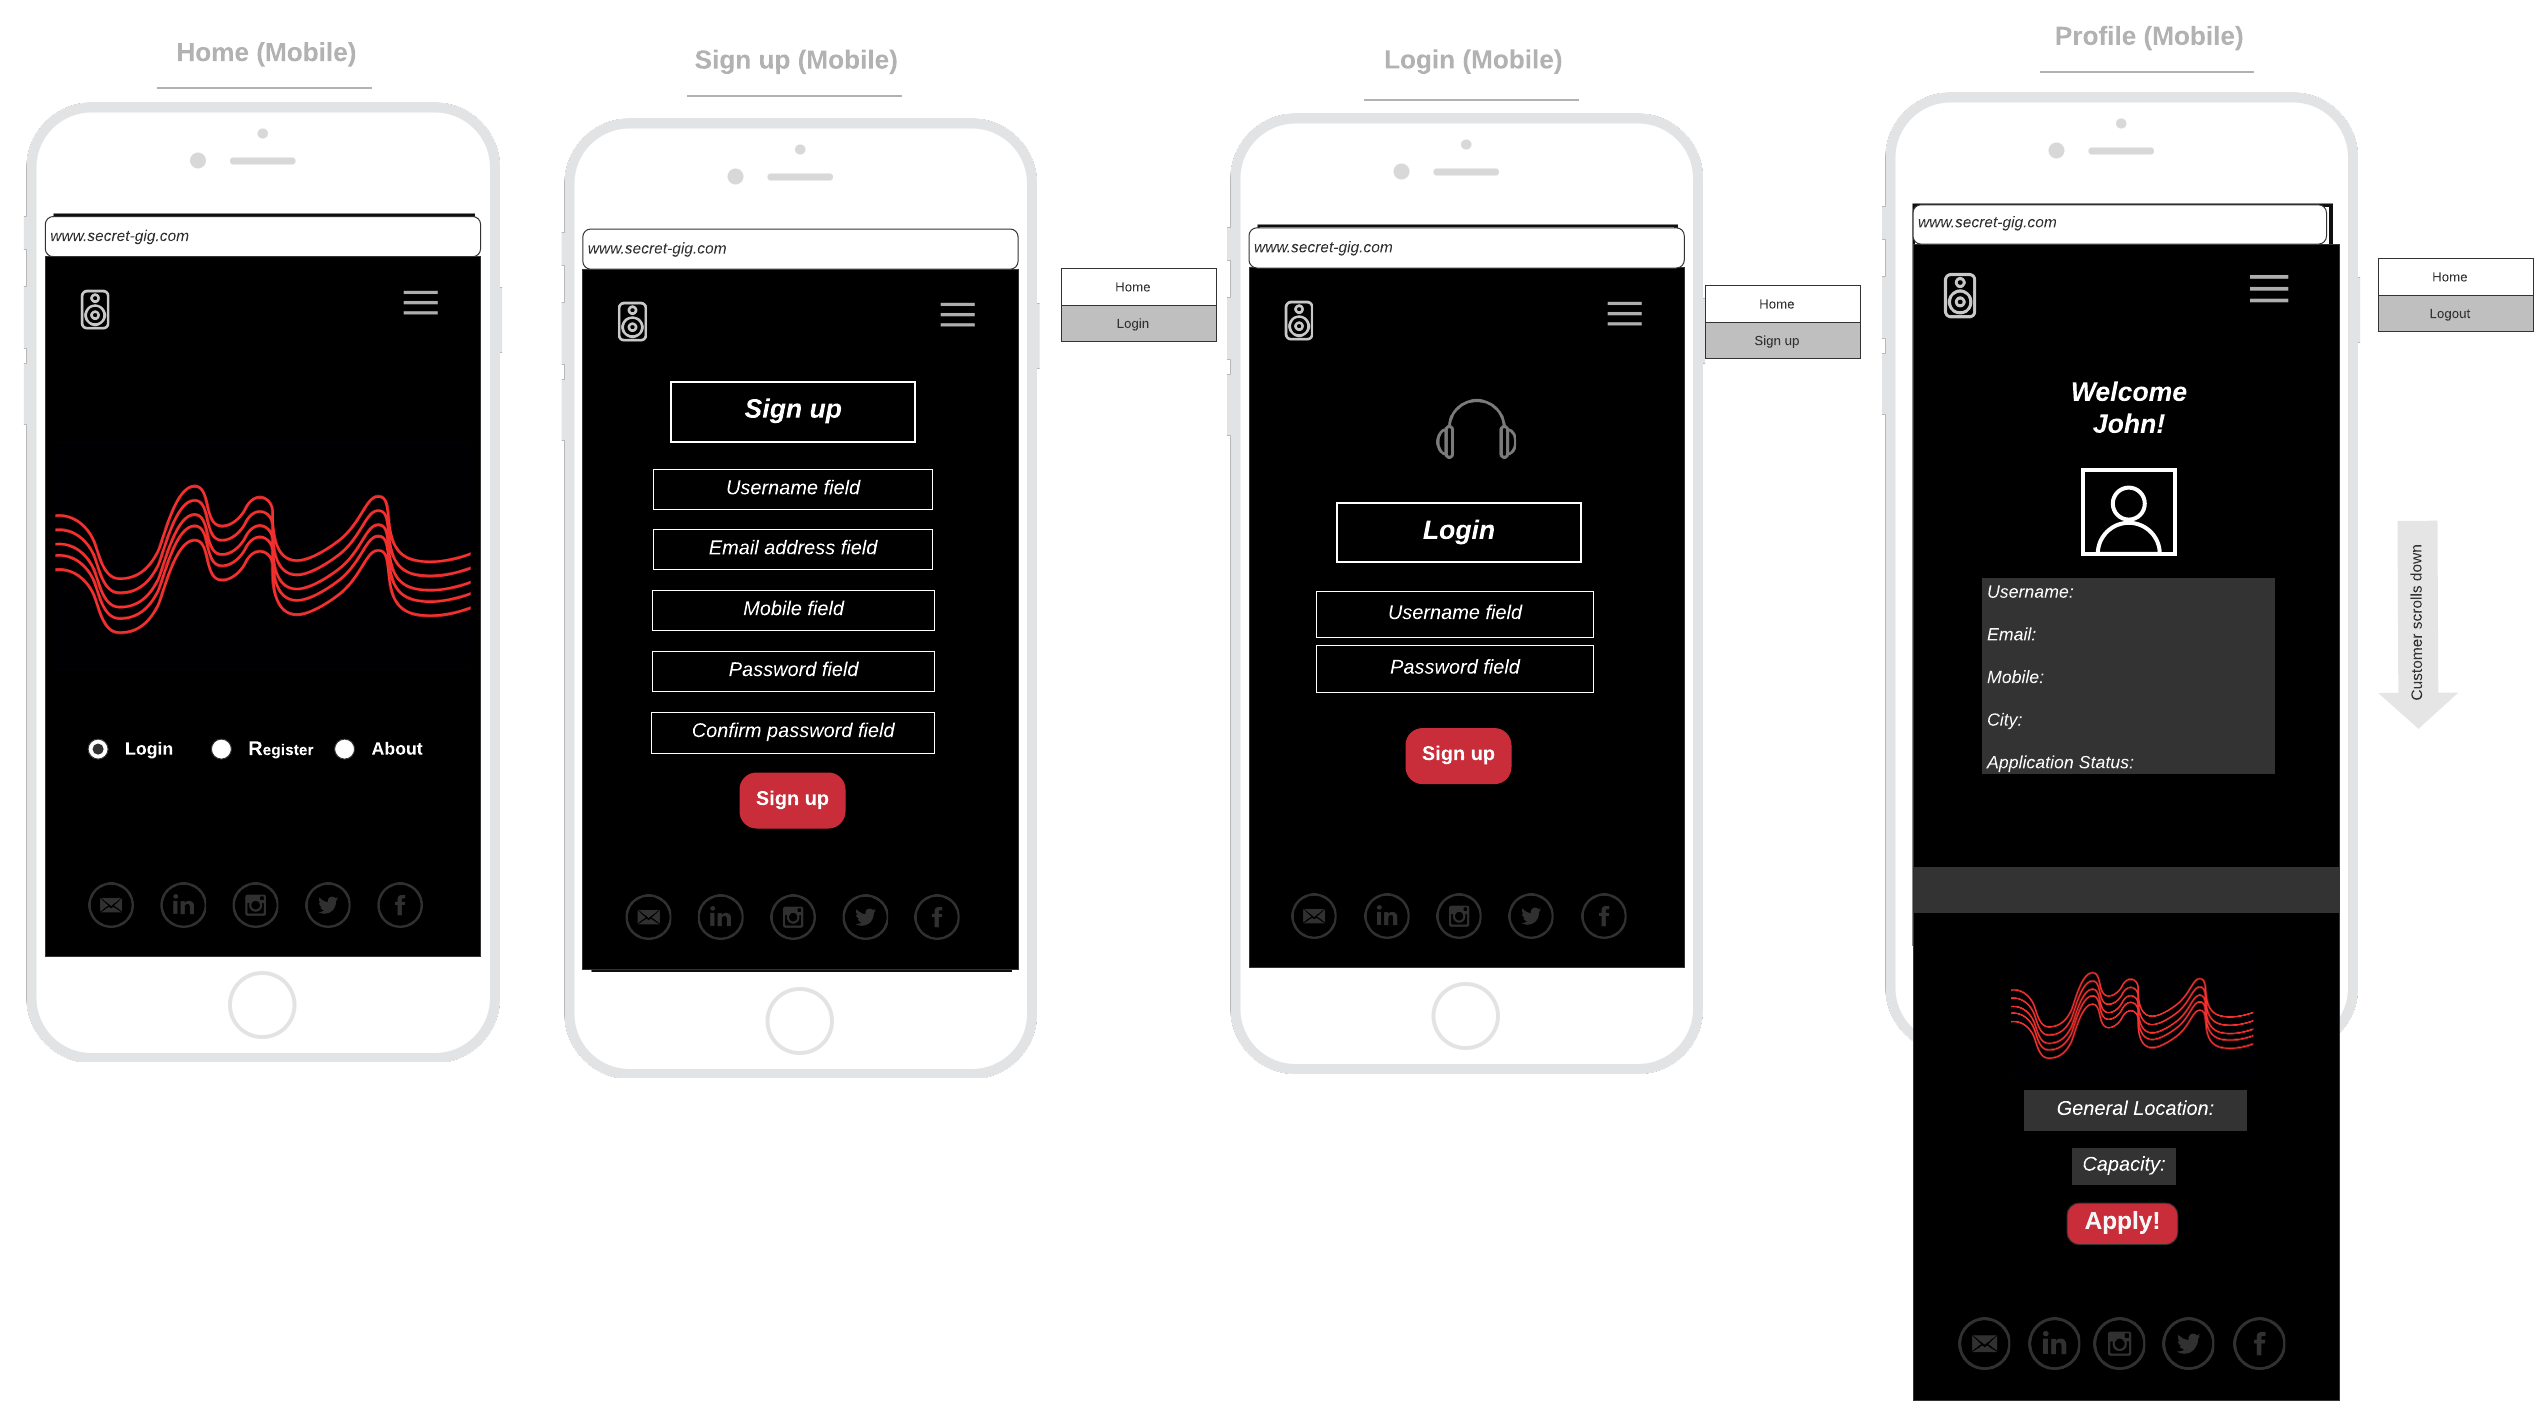 Home (Mobile)
www.secret-gig.com
Login
Register
About
Sign up (Mobile)
www.secret-gig.com
Sign up
Username field
Email address field
Mobile field
Password field
Confirm password field
Sign up
Home
Login
Login (Mobile)
www.secret-gig.com
Login
Username field
Password field
Sign up
Home
Sign up
Profile (Mobile)
www.secret-gig.com
Welcome
John!
Username:
Email:
Mobile:
City:
Application Status:
General Location:
Capacity:
Apply!
Home
Logout
Customer scrolls down